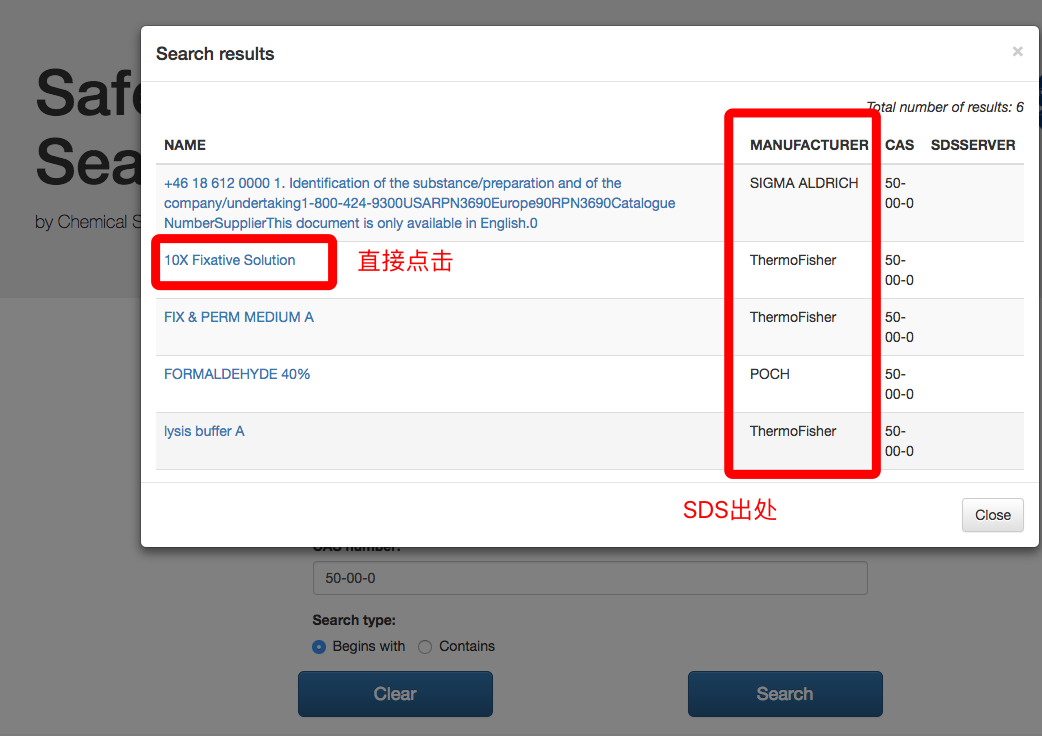 Search results
×
Safe
Sea
by Chemical S
Total number of results: 6
NAME MANUFACTURER CAS SDSSERVER
+46 18 612 0000 1. Identification of the substance/preparation and of the
company/undertaking1-800-424-9300USARPN3690Europe90RPN3690Catalogue
NumberSupplierThis document is only available in English.0
SIGMA ALDRICH
50-
00-0
10X Fixative Solution
直接点击
ThermoFisher
50-
00-0
FIX & PERM MEDIUM A
ThermoFisher
50-
00-0
FORMALDEHYDE 40%
POCH
50-
00-0
lysis buffer A
ThermoFisher
50-
00-0
SDS出处
Close
CAS number:
50-00-0
Search type:
Begins with Contains
Clear Search